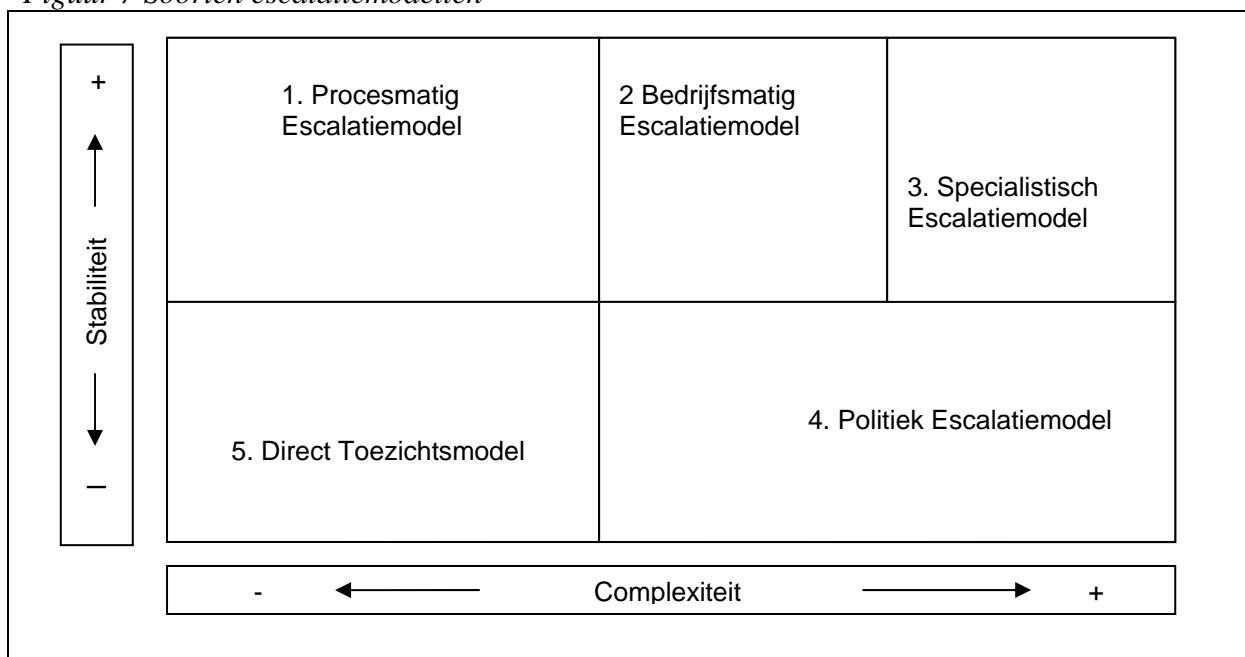 Figuur 7 Soorten escalatiemodellen
+
Stabiliteit
–
1. Procesmatig
Escalatiemodel
2 Bedrijfsmatig
Escalatiemodel
3. Specialistisch
Escalatiemodel
5. Direct Toezichtsmodel
4. Politiek Escalatiemodel
- Complexiteit +